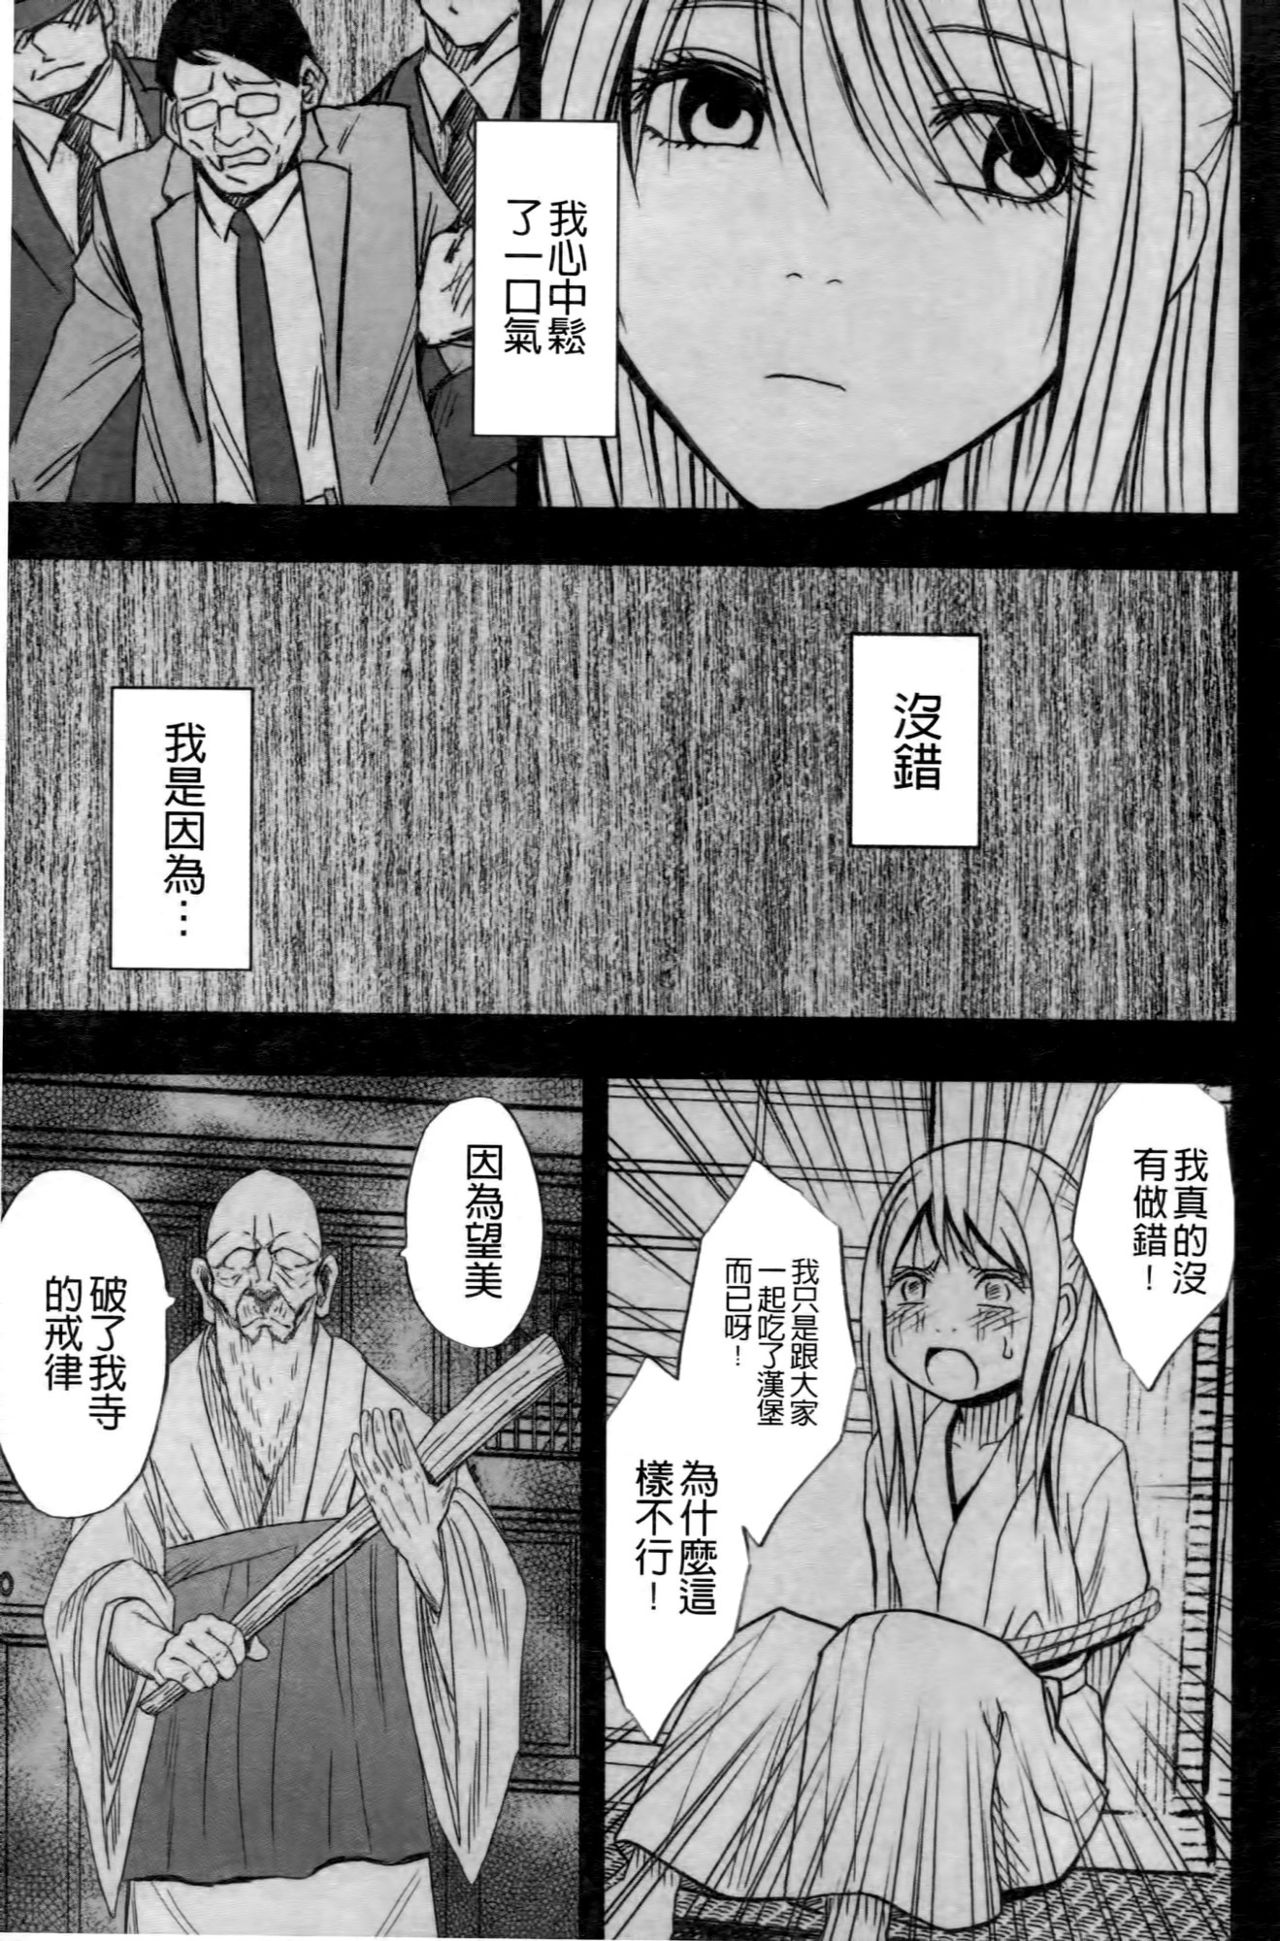 我心中鬆
了一口氣
沒錯
我是因為…
我真的沒
有做錯！
我只是跟大家
一起吃了漢堡
而已呀！
為什麼這
樣不行！
因為望美
破了我寺
的戒律